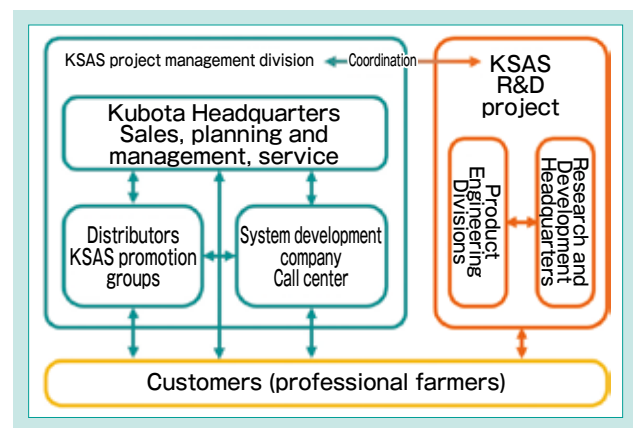 KSAS project management division
Coordination
KSAS
R&D
project
Kubota Headquarters
Sales, planning and
management, service
Distributors
KSAS promotion
groups
System development
company
Call center
Product
Engineering
Divisions
Research and
Development
Headquarters
Customers (professional farmers)